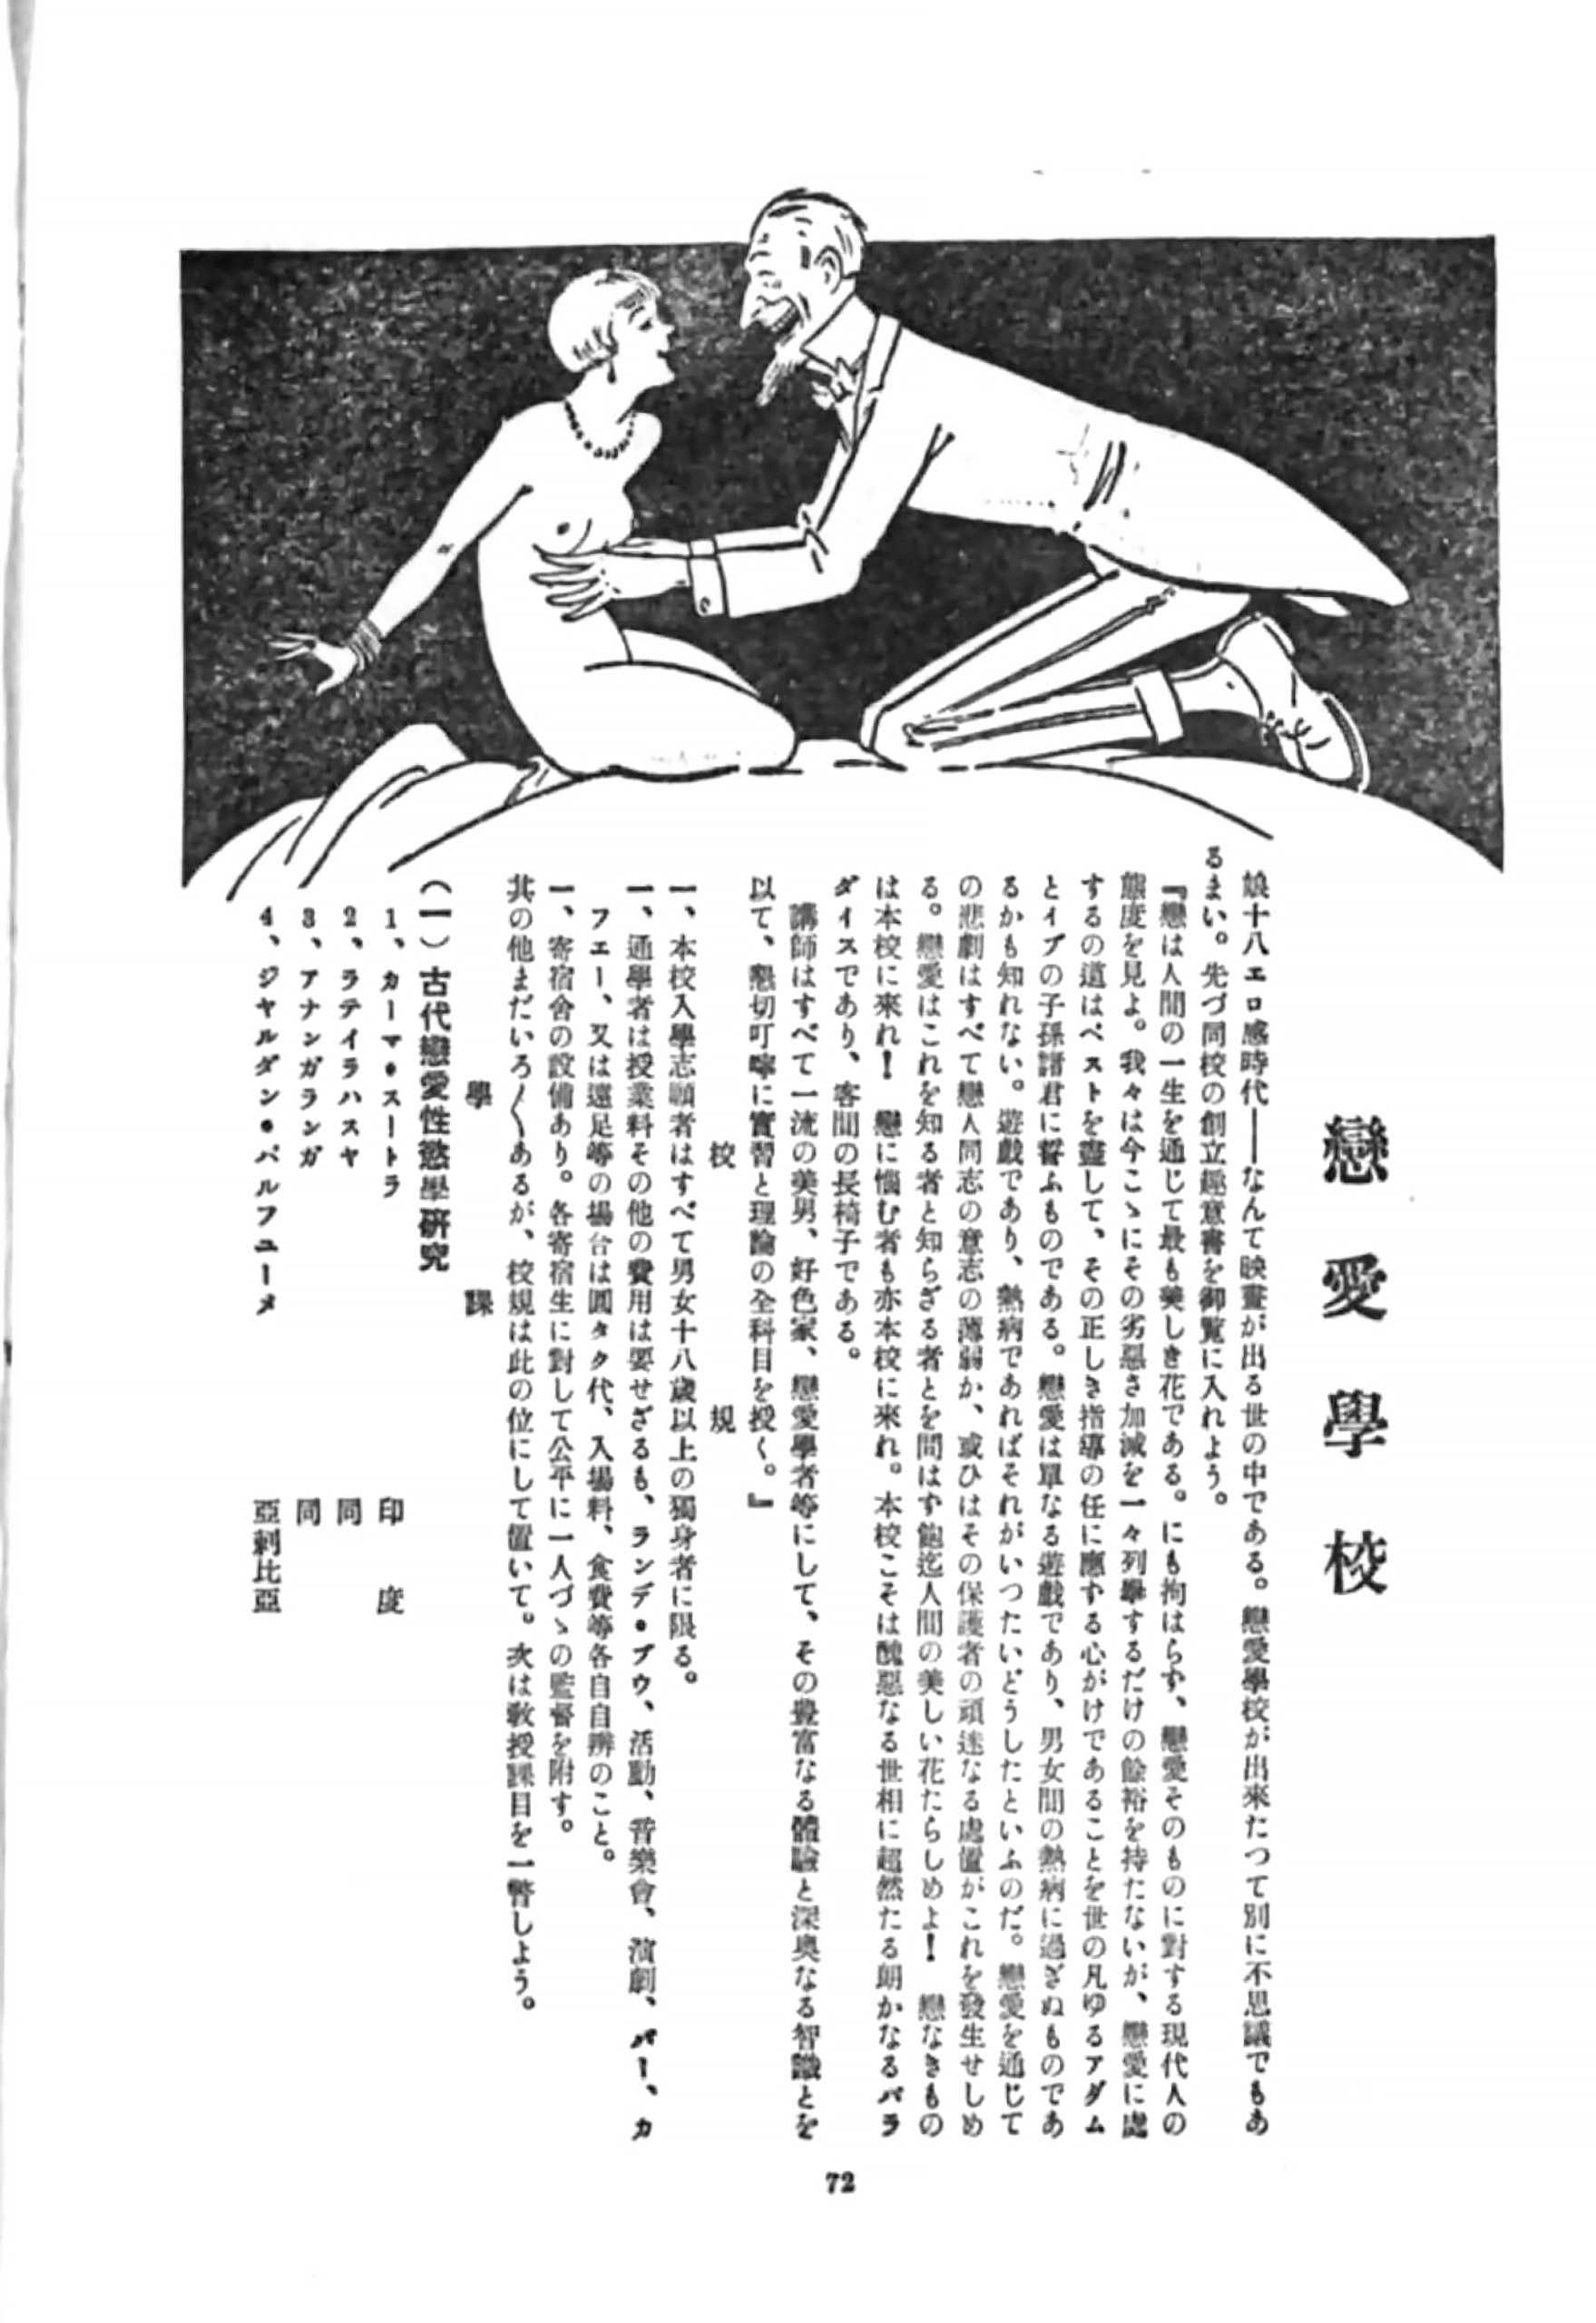 戀愛學校
娘十八エロ感時代――なんて映畫が出る世の中である。戀愛學校が出來たつて別に不思議でもあ
るまい。先づ同校の創立趣意書を御覧に入れよう。
『戀は人間の一生を通じて最も美しき花である。にも拘はらず、戀愛そのものに對する現代人の
態度を見よ。我々は今こゝにその劣惡さ加減を一々列擧するだけの餘裕を持たないが、戀愛に處
するの道はベストを盡して、その正しき指導の任に應する心がけであることを世の凡ゆるアダム
とイブの子孫諸君に誓ふものである。戀愛は單なる遊戲であり、男女間の熱病に過ぎぬものであ
るかも知れない。遊戲であり、熱病であればそれがいつたいどうしたといふのだ。戀愛を通じて
の悲劇はすべて戀人同志の意志の薄弱か、或ひはその保護者の頑迷なる處置がこれを發生せしめ
る。戀愛はこれを知る者と知らざる者とを問はず飽迄人間の美しい花たらしめよ！　戀なきもの
は本校に來れ！　戀に惱む者も亦本校に來れ。本校こそは醜惡なる世相に超然たる朗かなるパラ
ダイスであり、客間の長椅子である。
講師はすべて一流の美男、好色家、戀愛學者等にして、その豊富なる體驗と深奥なる智識とを
以て、懇切叮嚀に實習と理論の全科目を授く。』
校規
一、本校入學志願者はすべて男女十八歳以上の獨身者に限る。
一、通學者は授業料その他の費用は要せざるも、ランデ・ブウ、活動、音樂會、演劇、バー、カ
フエー、又は遠足等の場合は圓タク代、入場料、食費等各自自辨のこと。
一、寄宿舍の設備あり。各寄宿生に對して公平に一人づゝの監督を附す。
其の他まだいろ〳〵あるが、校規は此の位にして置いて。次は敎授課目を一瞥しよう。
學課
（一）古代戀愛性慾學研究
1、カーマ・スートラ　印度
2、ラテイラハスヤ　同
3、アナンガランガ　同
4、ジヤルダン・パルフユーメ　亞剌比亞
72